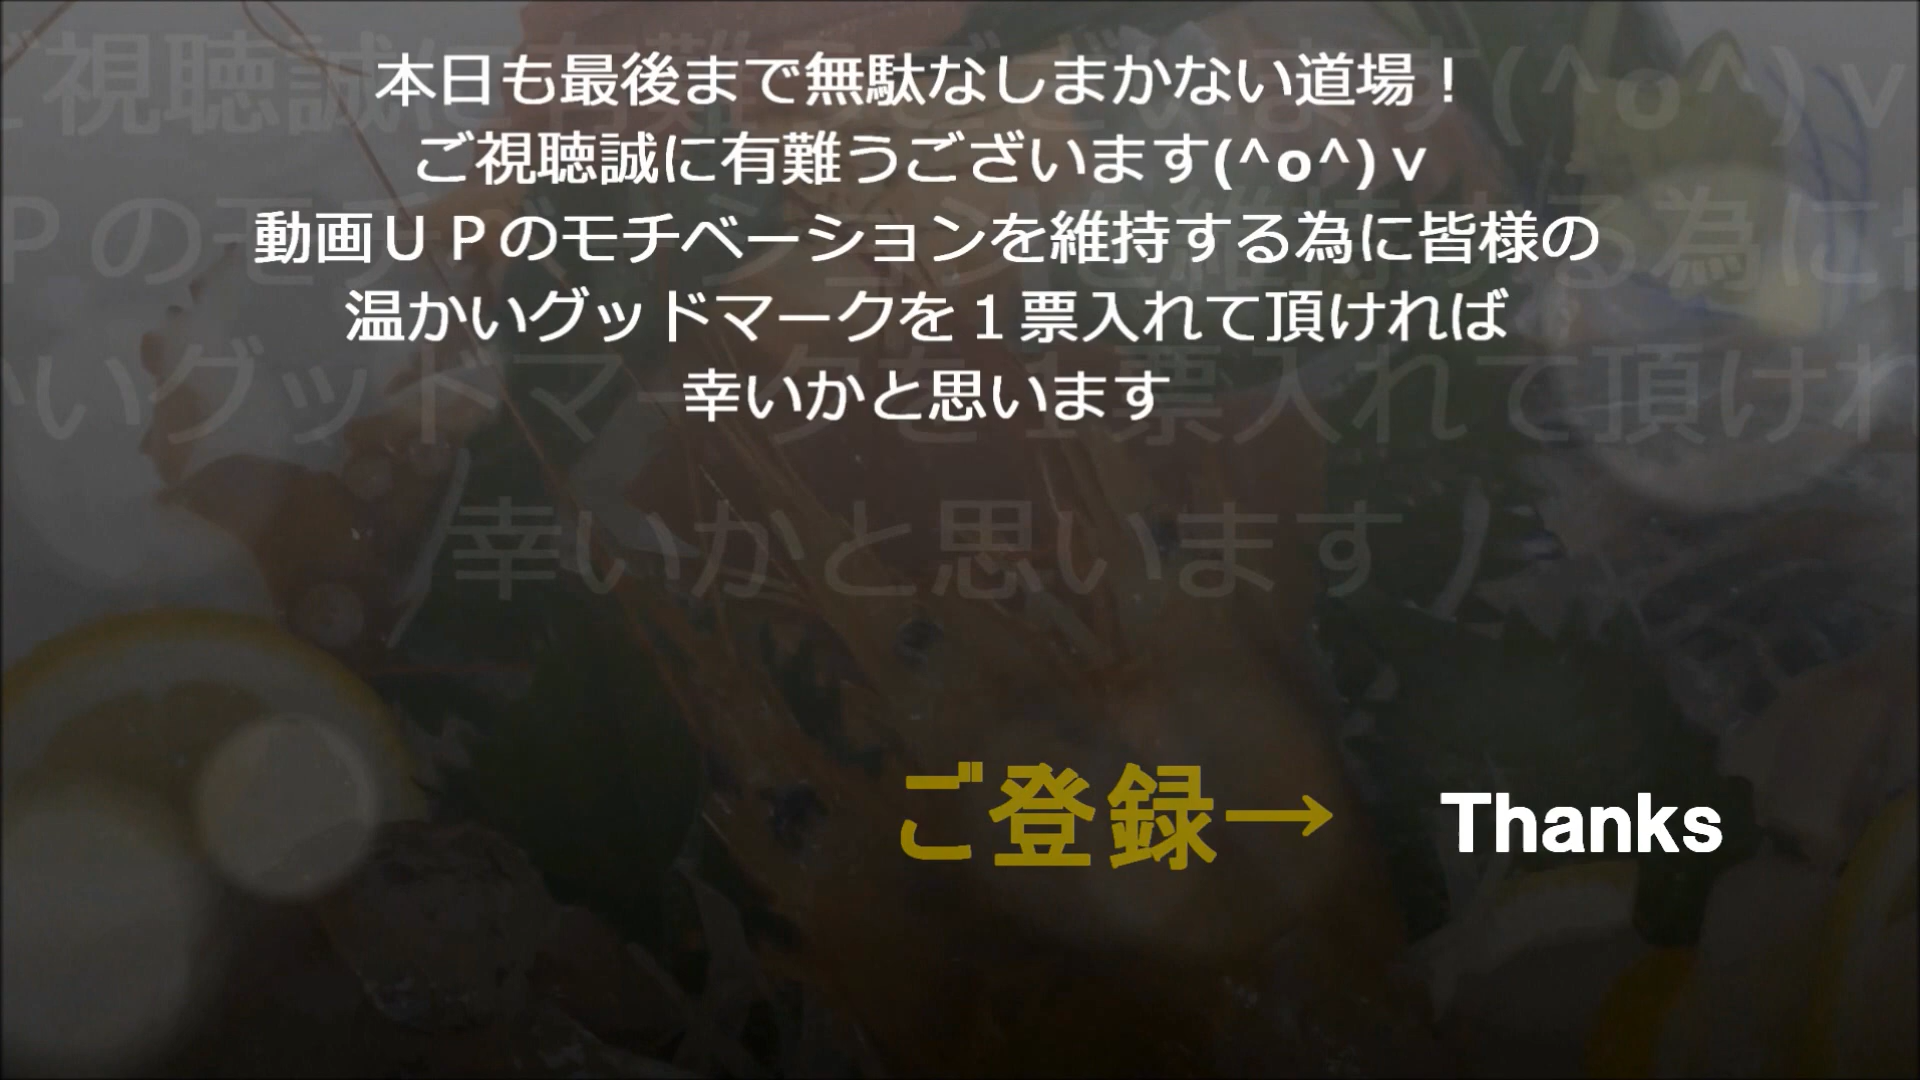 本日も最後まで無駄なしまかない道場！
ご視聴誠に有難うございます(^o^)ｖ
動画ＵＰのモチベーションを維持する為に皆様の
温かいグッドマークを１票入れて頂ければ
幸いかと思います
ご登録→
Thanks